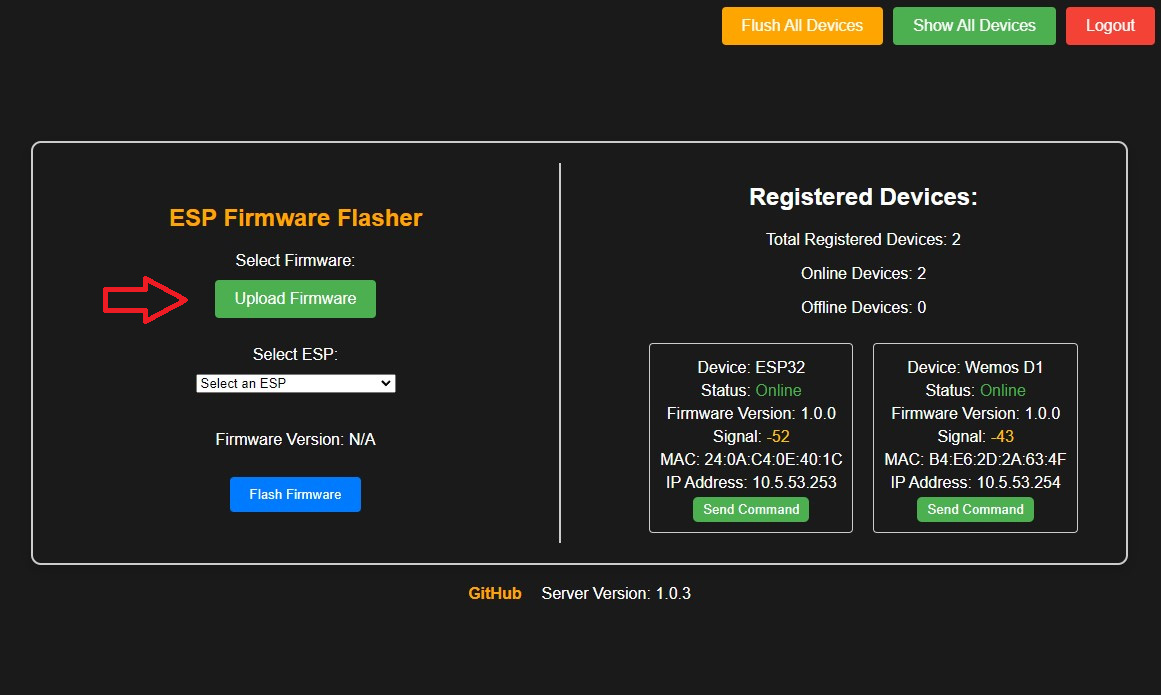 Flush All Devices
Show All Devices
Logout
ESP Firmware Flasher
Select Firmware:
Upload Firmware
Select ESP:
Select an ESP
Firmware Version: N/A
Flash Firmware
Registered Devices:
Total Registered Devices: 2
Online Devices: 2
Offline Devices: 0
Device: ESP32
Status: Online
Firmware Version: 1.0.0
Signal: -52
MAC: 24:0A:C4:0E:40:1C
IP Address: 10.5.53.253
Send Command
Device: Wemos D1
Status: Online
Firmware Version: 1.0.0
Signal: -43
MAC: B4:E6:2D:2A:63:4F
IP Address: 10.5.53.254
Send Command
GitHub
Server Version: 1.0.3